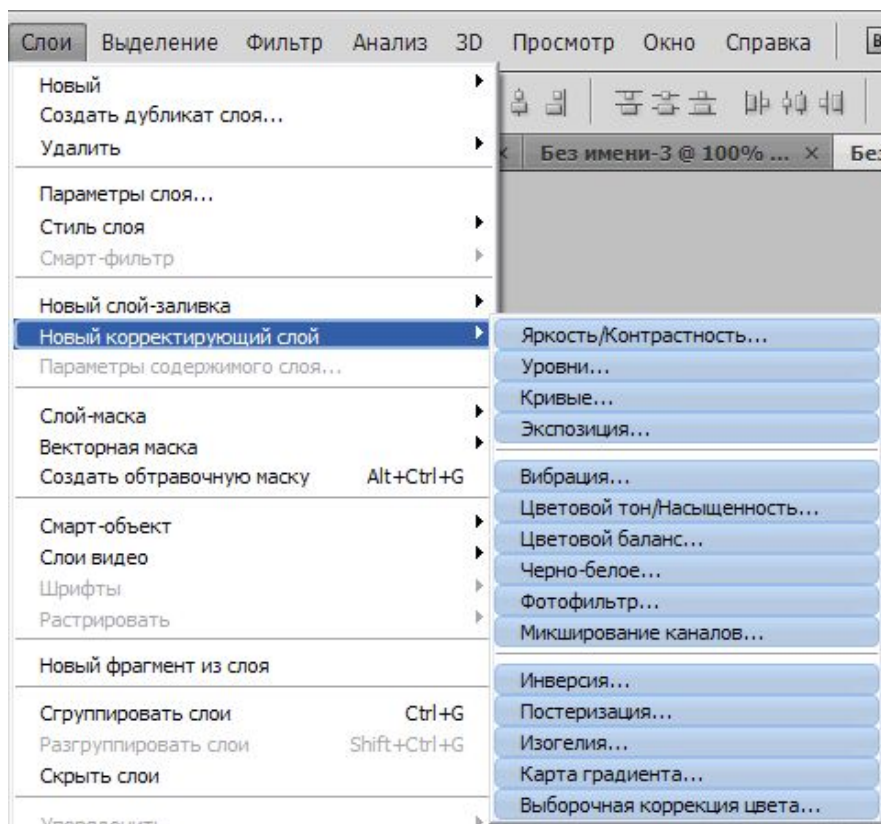 Слои Выделение Фильтр Анализ 3D Просмотр Окно Справка
Без имени-3 @ 100% ... × Без
Новый
Создать дубликат слоя...
Удалить
Параметры слоя...
Стиль слоя
Смарт-фильтр
Новый слой-заливка
Новый корректирующий слой
Параметры содержимого слоя...
Слой-маска
Векторная маска
Создать обтравочную маску Alt+Ctrl+G
Смарт-объект
Слои видео
Шрифты
Растрировать
Новый фрагмент из слоя
Сгруппировать слои Ctrl+G
Разгруппировать слои Shift+Ctrl+G
Скрыть слои
Яркость/Контрастность...
Уровни...
Кривые...
Экспозиция...
Вибрация...
Цветовой тон/Насыщенность...
Цветовой баланс...
Черно-белое...
Фотофильтр...
Микширование каналов...
Инверсия...
Постеризация...
Изогелия...
Карта градиента...
Выборочная коррекция цвета...